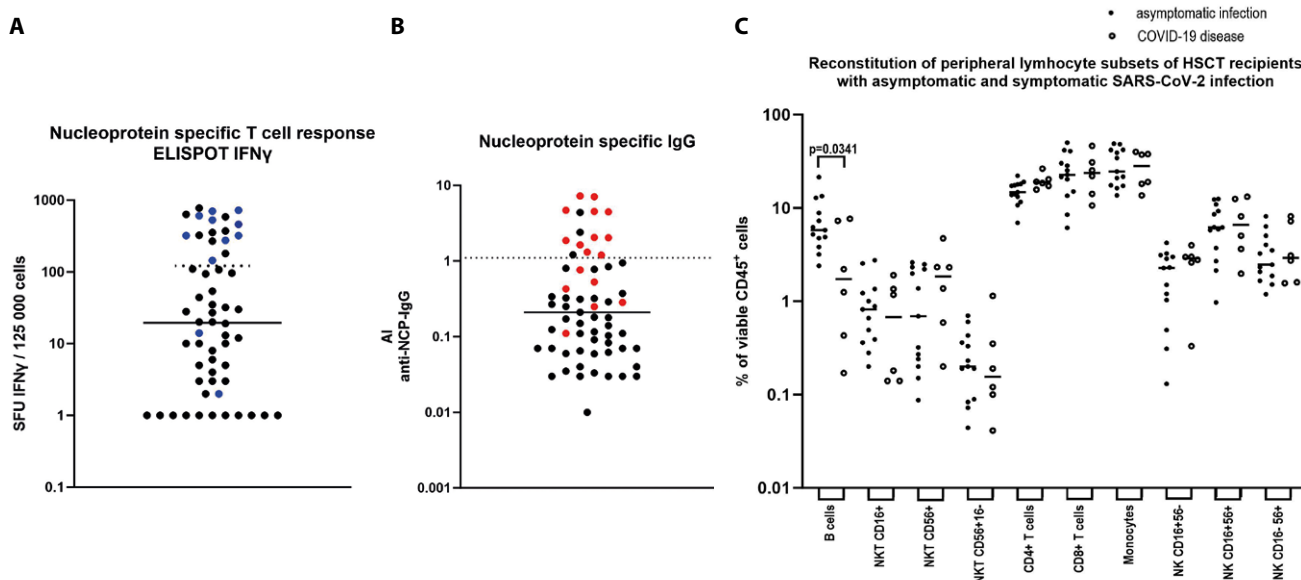 A
Nucleoprotein specific T cell response
ELISPOT IFNγ
SFU IFNγ / 125 000 cells
1000
100
10
1
0.1
B
Nucleoprotein specific IgG
AI
anti-NCP-IgG
10
1
0.1
0.01
0.001
C
asymptomatic infection
COVID-19 disease
Reconstitution of peripheral lymphocyte subsets of HSCT recipients
with asymptomatic and symptomatic SARS-CoV-2 infection
% of viable CD45+ cells
100
10
1
0.1
0.01
p=0.0341
B cells
NKT CD16+
NKT CD56+
NKT CD56+16-
CD4+ T cells
CD8+ T cells
Monocytes
NK CD16+56-
NK CD16+56+
NK CD16- 56+